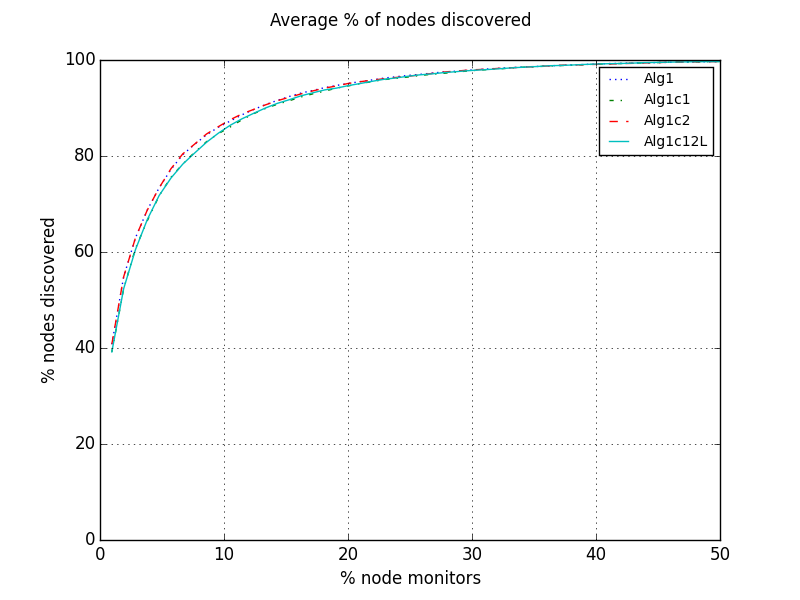 Average % of nodes discovered
100
80
60
40
20
0
% nodes discovered
Alg1
Alg1c1
Alg1c2
Alg1c12L
0 10 20 30 40 50
% node monitors